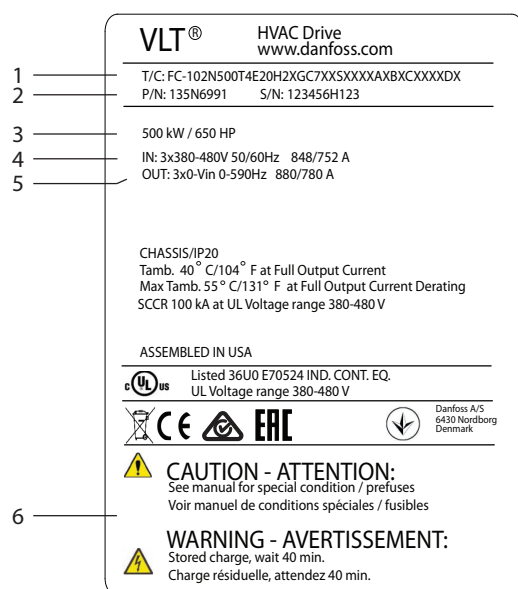 VLT® HVAC Drive
www.danfoss.com
1 T/C: FC-102N500T4E20H2XGC7XXSXXXXAXBXCXXXXDX
2 P/N: 135N6991 S/N: 123456H123
3 500 kW / 650 HP
4 IN: 3x380-480V 50/60Hz 848/752 A
5 OUT: 3x0-Vin 0-590Hz 880/780 A
CHASSIS/IP20
Tamb. 40° C/104° F at Full Output Current
Max Tamb. 55° C/131° F at Full Output Current Derating
SCCR 100 kA at UL Voltage range 380-480 V
ASSEMBLED IN USA
c UL us Listed 36U0 E70524 IND. CONT. EQ.
UL Voltage range 380-480 V
CE EAC
Danfoss A/S
6430 Nordborg
Denmark
CAUTION - ATTENTION:
See manual for special condition / prefuses
Voir manuel de conditions spéciales / fusibles
6
WARNING - AVERTISSEMENT:
Stored charge, wait 40 min.
Charge résiduelle, attendez 40 min.